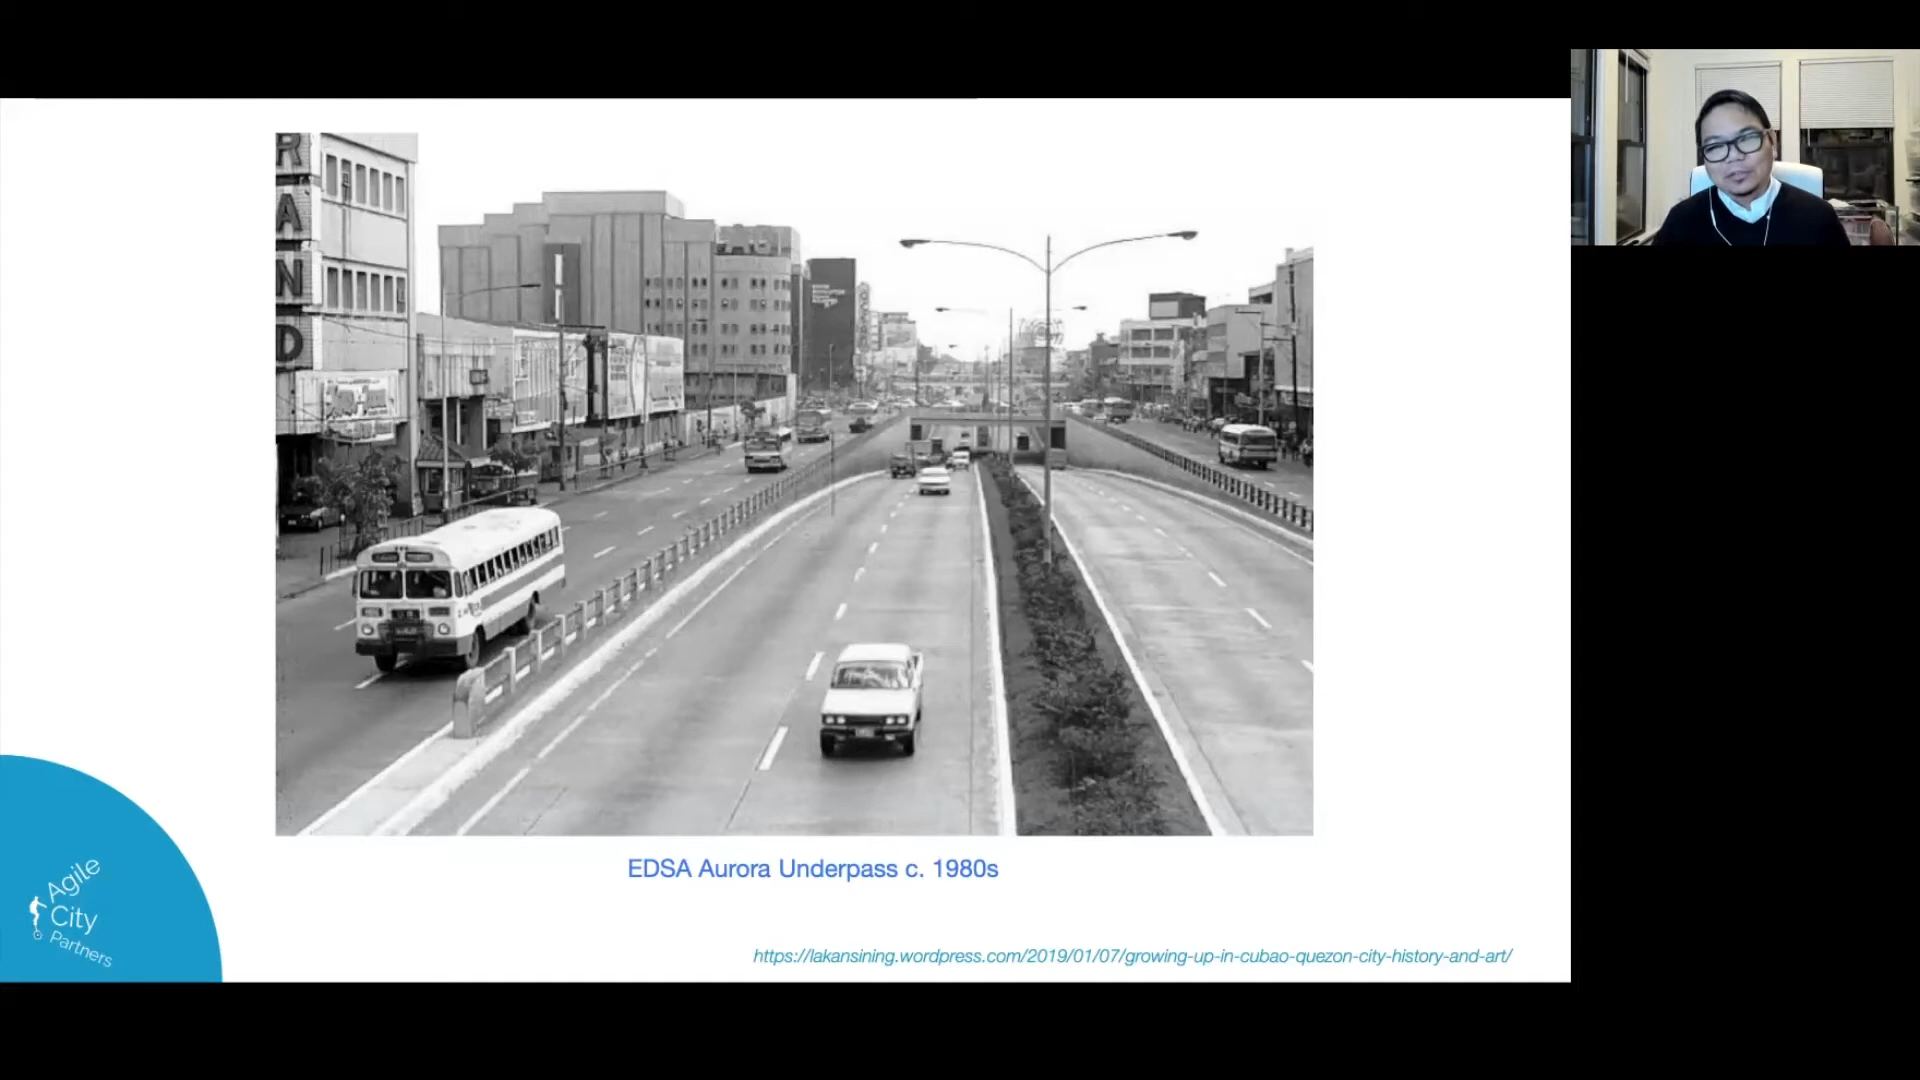 RAND
EDSA Aurora Underpass c. 1980s
https://lakansining.wordpress.com/2019/01/07/growing-up-in-cubao-quezon-city-history-and-art/
Agile
City
Partners